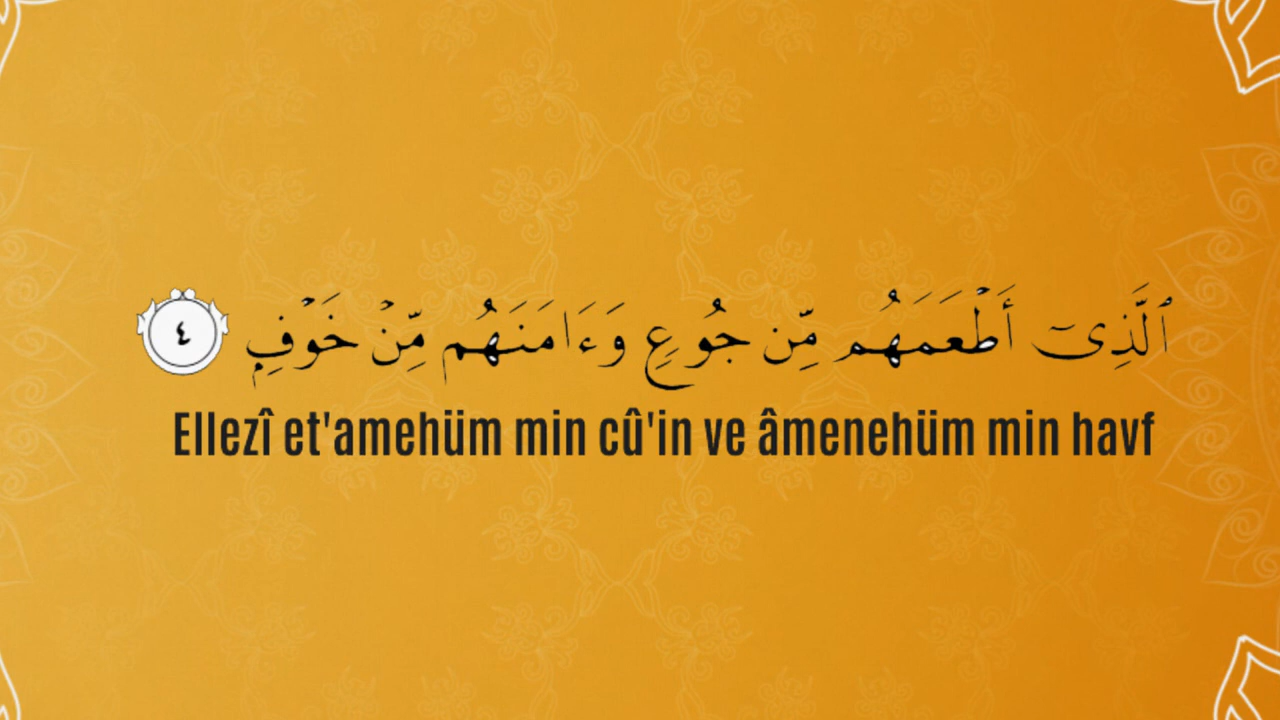 ٱلَّذِىٓ أَطْعَمَهُم مِّن جُوعٍ وَءَامَنَهُم مِّنْ خَوْفٍ ٤
Ellezî et'amehüm min cû'in ve âmenehüm min havf